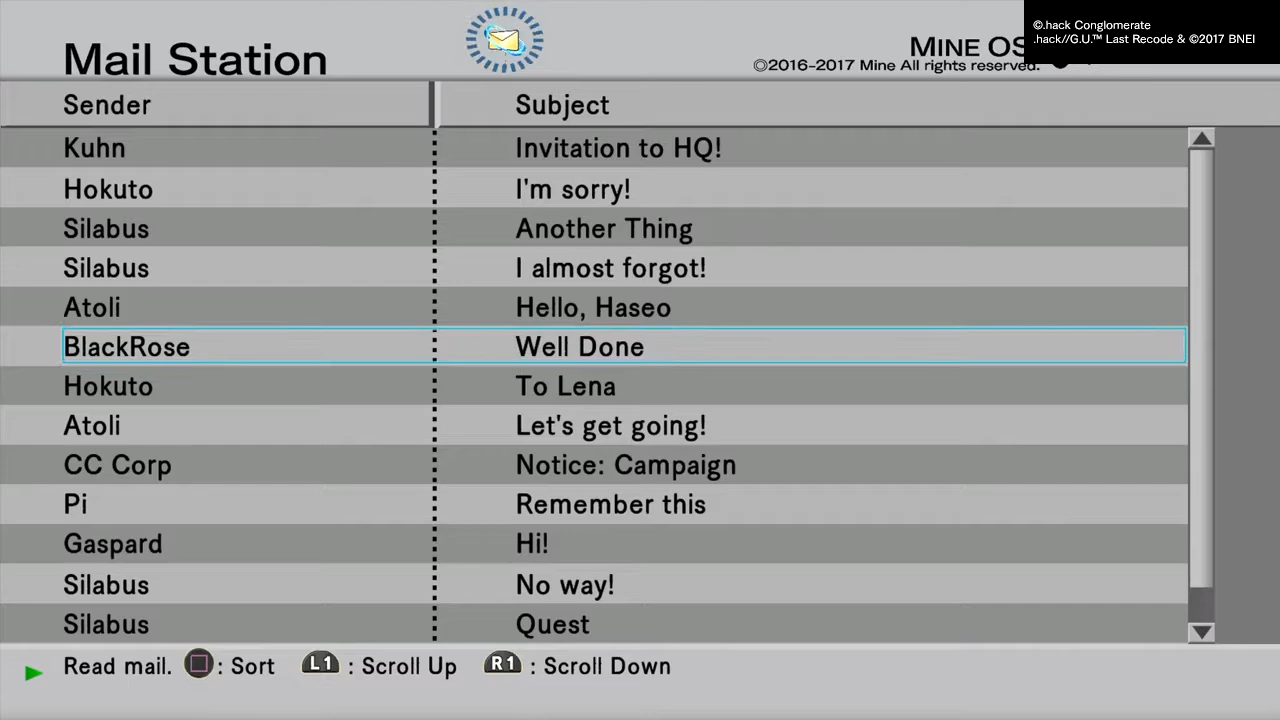 ©.hack Conglomerate
.hack//G.U.™ Last Recode & ©2017 BNEI
Mail Station
MINE OS
©2016-2017 Mine All rights reserved.
Sender Subject
Kuhn Invitation to HQ!
Hokuto I'm sorry!
Silabus Another Thing
Silabus I almost forgot!
Atoli Hello, Haseo
BlackRose Well Done
Hokuto To Lena
Atoli Let's get going!
CC Corp Notice: Campaign
Pi Remember this
Gaspard Hi!
Silabus No way!
Silabus Quest
Read mail. : Sort L1 : Scroll Up R1 : Scroll Down